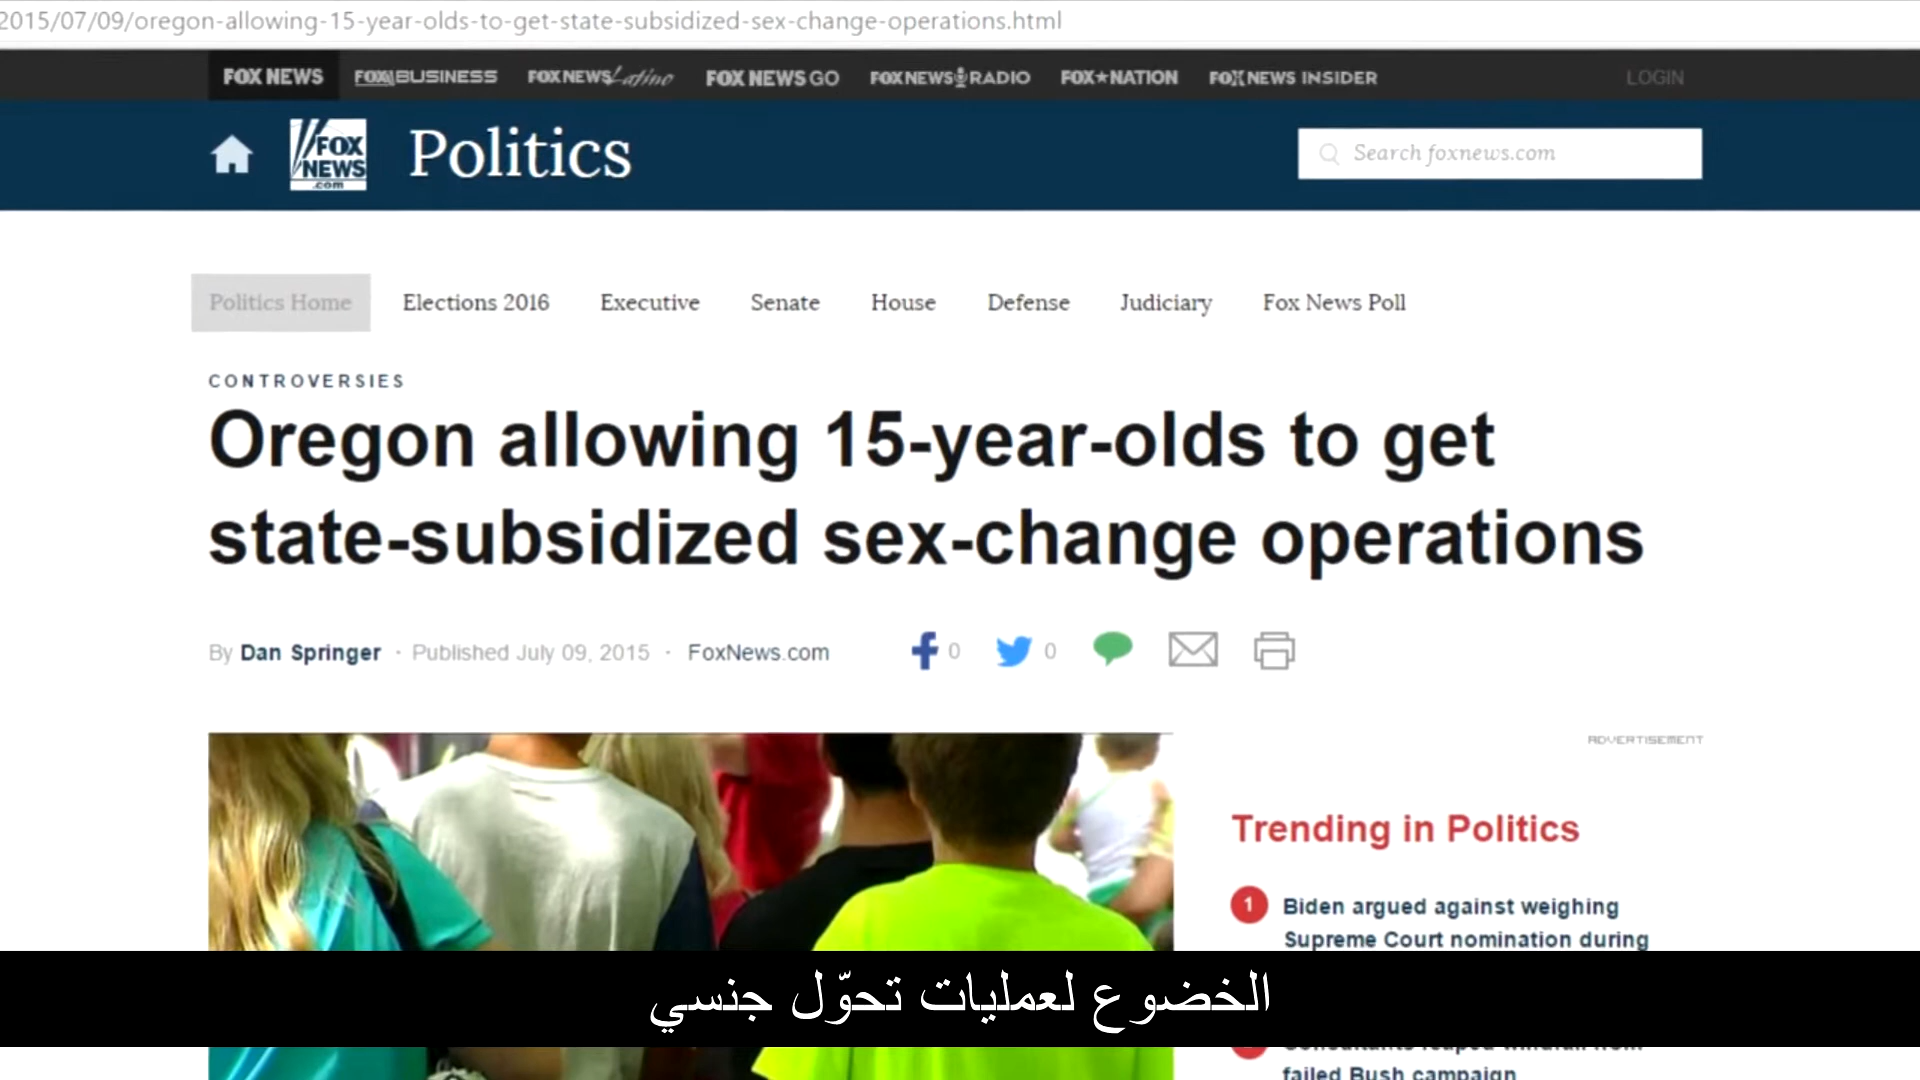 2015/07/09/oregon-allowing-15-year-olds-to-get-state-subsidized-sex-change-operations.html
FOX NEWS FOX BUSINESS FOX NEWS Latino FOX NEWS GO FOX NEWS RADIO FOX★NATION FOX NEWS INSIDER LOGIN
FOX NEWS .com Politics Search foxnews.com
Politics Home Elections 2016 Executive Senate House Defense Judiciary Fox News Poll
CONTROVERSIES
Oregon allowing 15-year-olds to get
state-subsidized sex-change operations
By Dan Springer · Published July 09, 2015 · FoxNews.com 0 0
ADVERTISEMENT
Trending in Politics
1 Biden argued against weighing
Supreme Court nomination during
الخضوع لعمليات تحوّل جنسي
failed Bush campaign